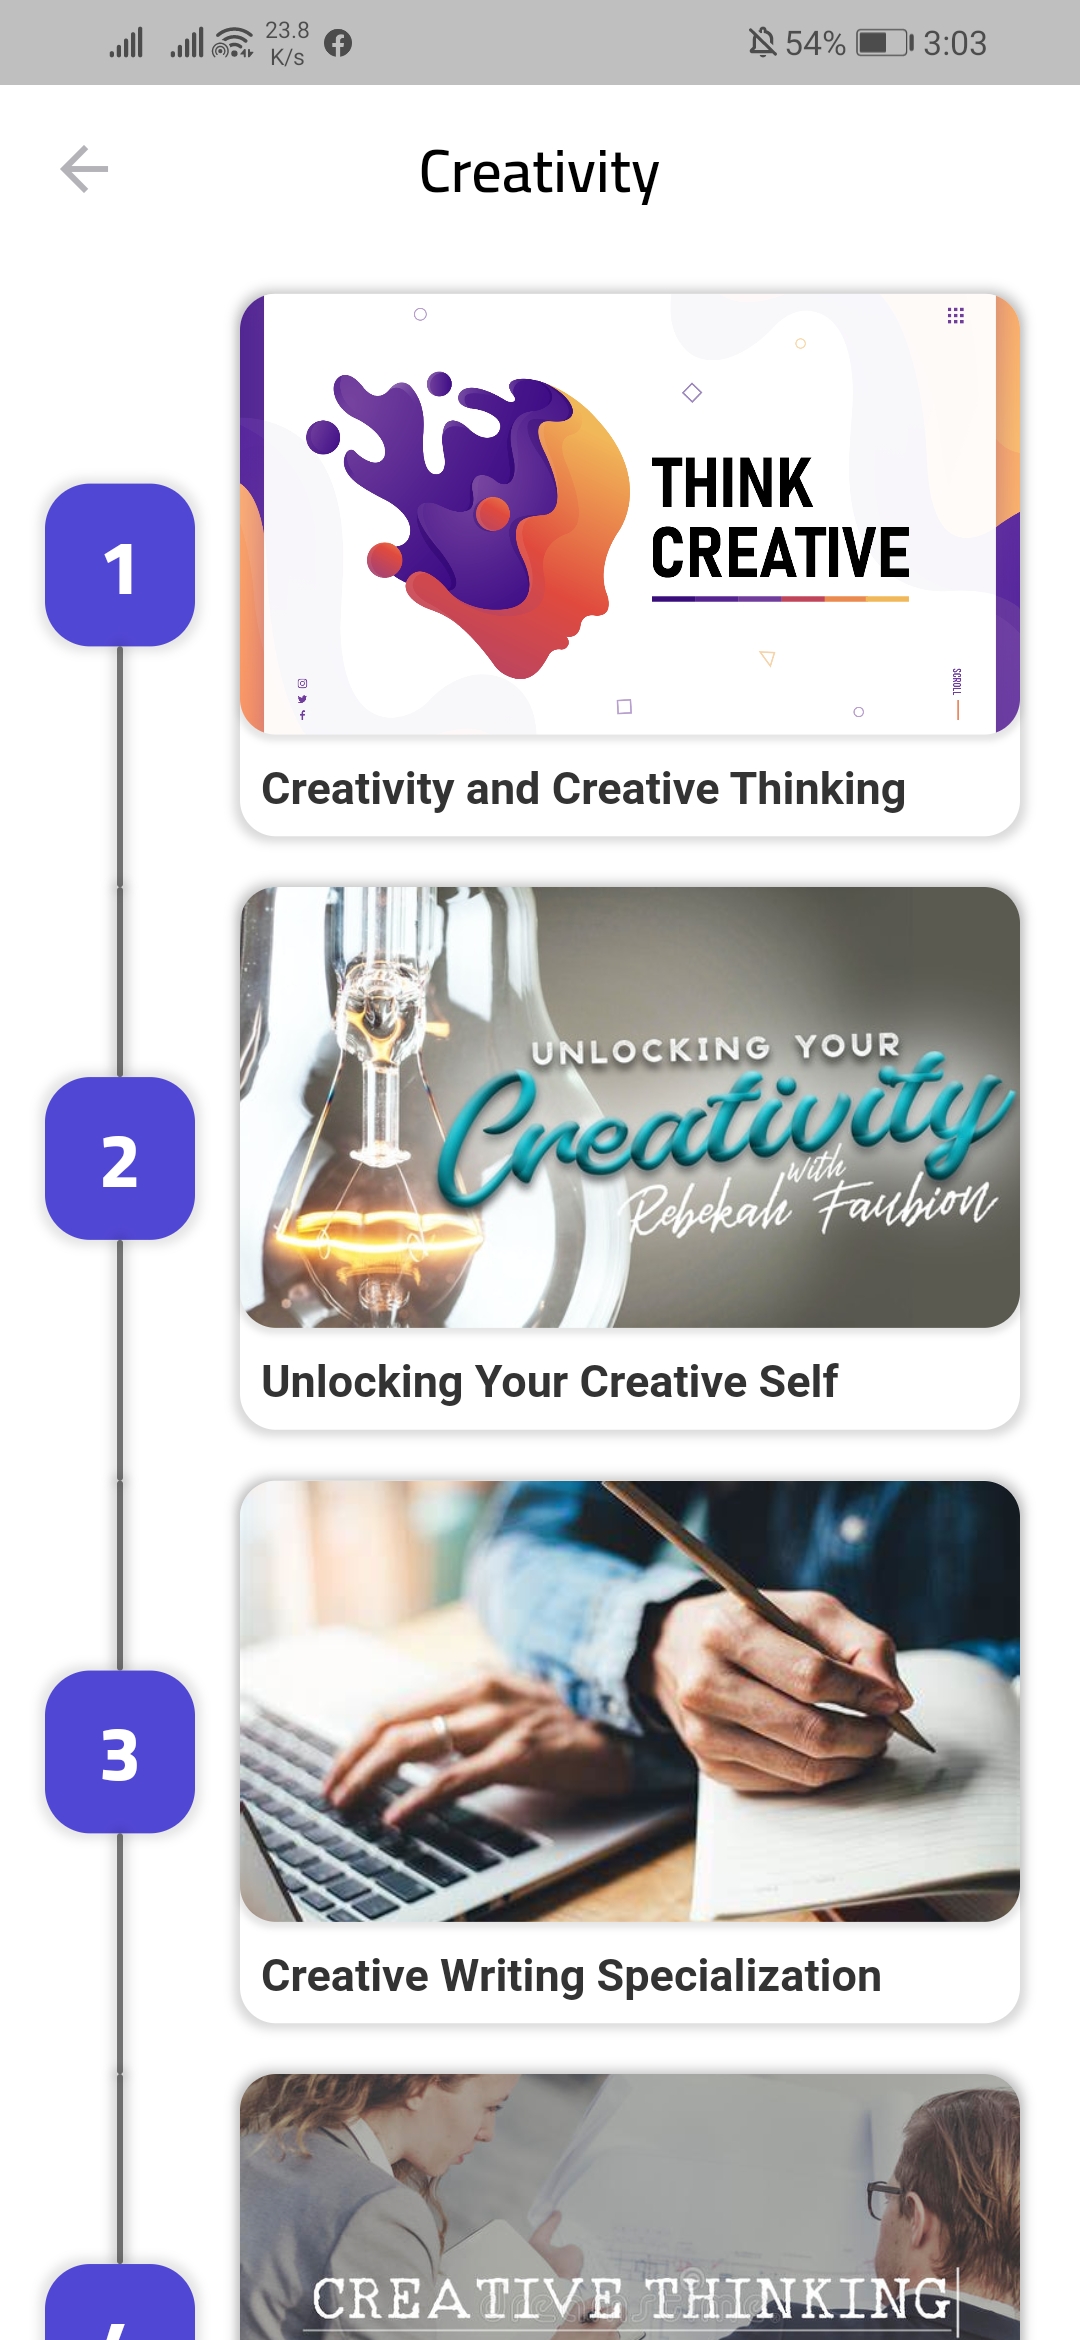 23.8
K/s
54%
3:03
Creativity
THINK
CREATIVE
SCROLL
1
Creativity and Creative Thinking
UNLOCKING YOUR
Creativity
with
Rebekah Faubion
2
Unlocking Your Creative Self
3
Creative Writing Specialization
CREATIVE THINKING
dreamstime